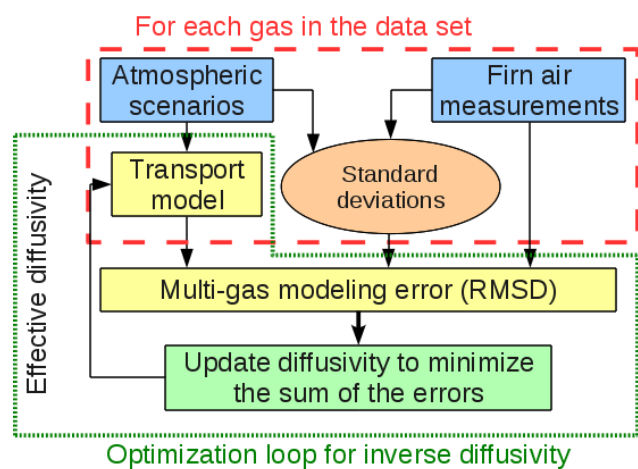 For each gas in the data set
Atmospheric
scenarios
Firn air
measurements
Transport
model
Standard
deviations
Effective diffusivity
Multi-gas modeling error (RMSD)
Update diffusivity to minimize
the sum of the errors
Optimization loop for inverse diffusivity